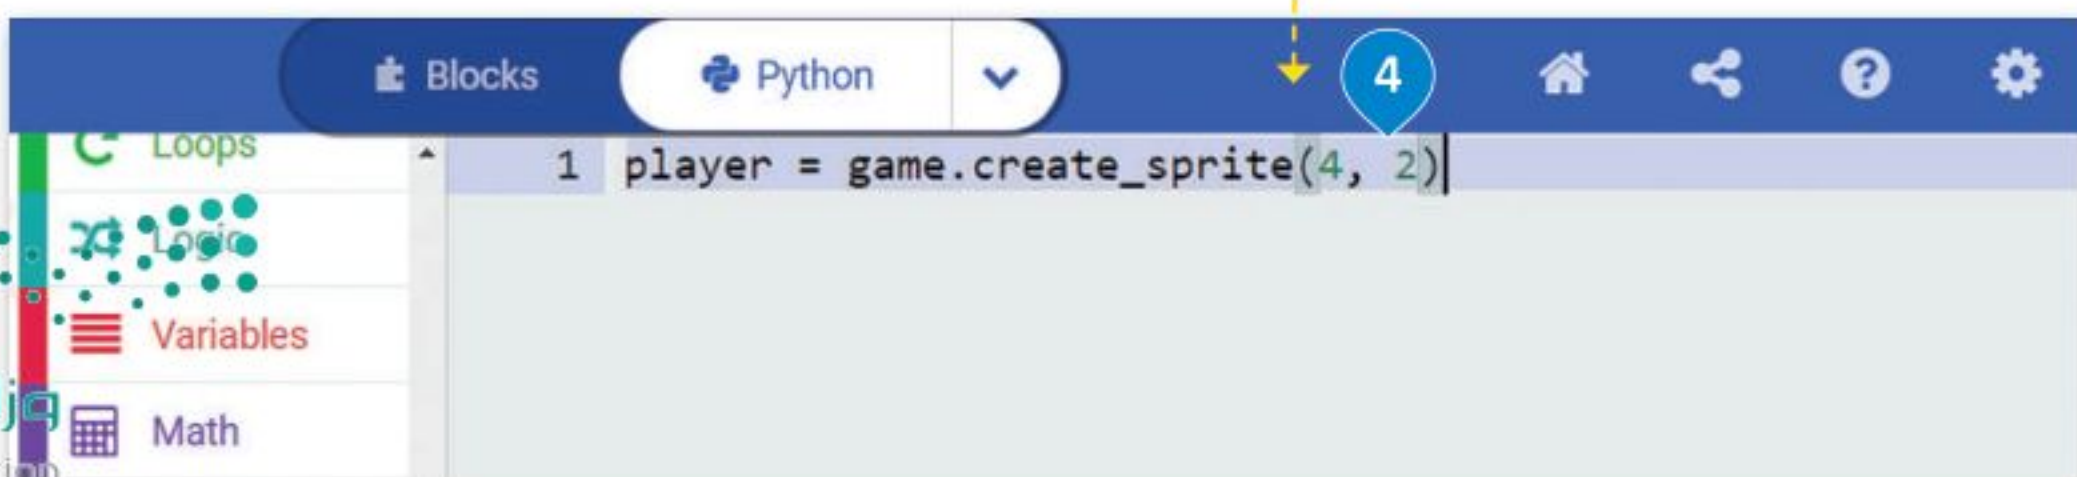 Blocks
Python
4
Loops
1 player = game.create_sprite(4, 2)
Logic
Variables
Math